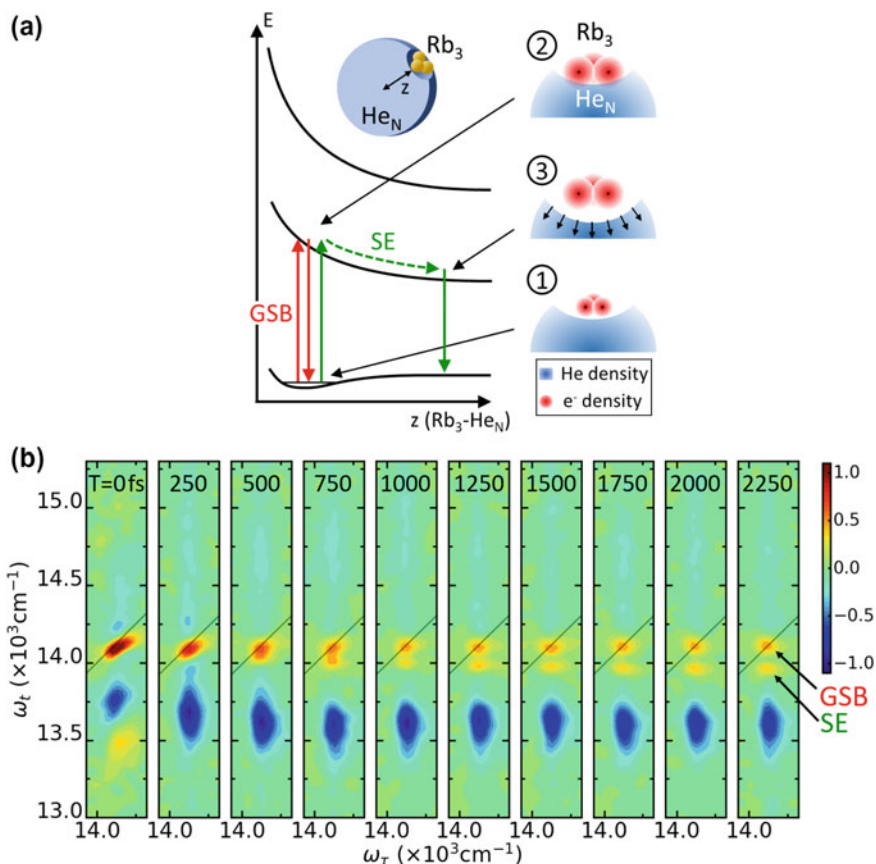 (a)
E
Rb3
z
HeN
②
Rb3
HeN
③
SE
GSB
①
He density
e- density
z (Rb3-HeN)
(b)
T=0fs 250 500 750 1000 1250 1500 1750 2000 2250
15.0
14.5
14.0
13.5
13.0
ωt (×10³cm⁻¹)
1.0
0.5
0.0
−0.5
−1.0
GSB
SE
14.0 14.0 14.0 14.0 14.0 14.0 14.0 14.0 14.0 14.0
ωτ (×10³cm⁻¹)